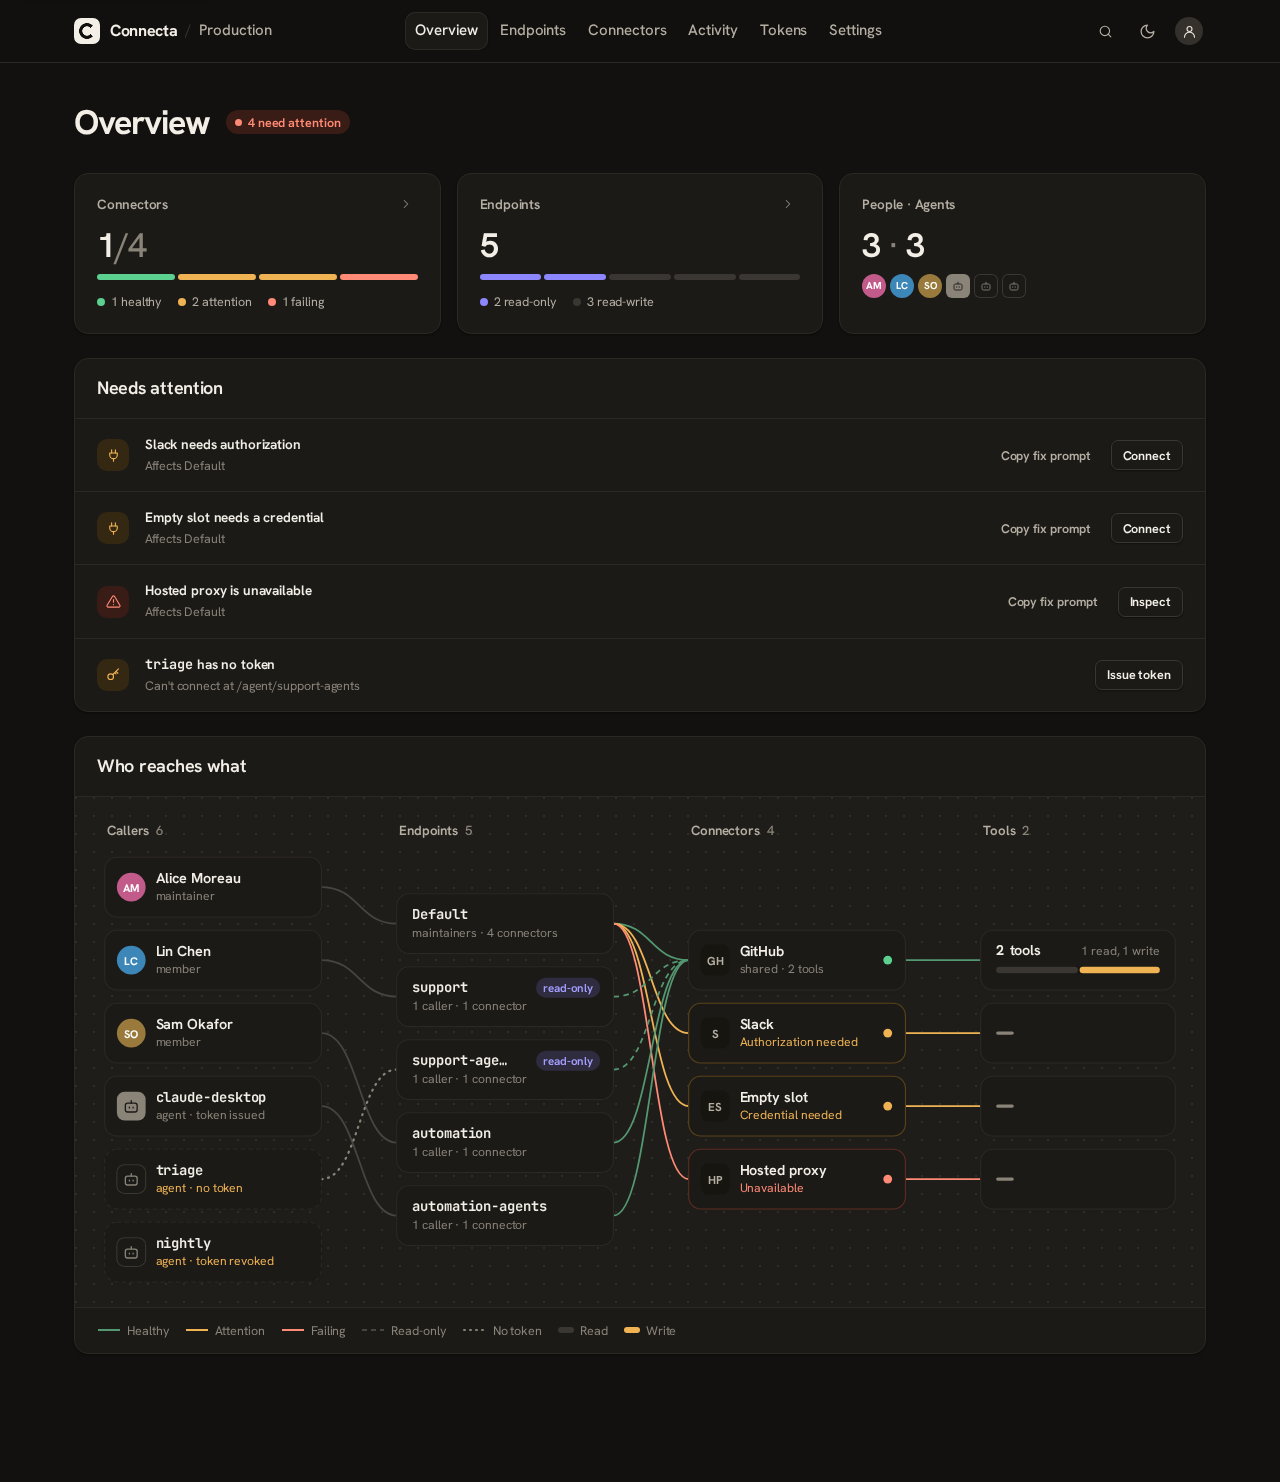 C Connecta / Production Overview Endpoints Connectors Activity Tokens Settings
Overview 4 need attention
Connectors
1/4
1 healthy 2 attention 1 failing
Endpoints
5
2 read-only 3 read-write
People · Agents
3 · 3
AM LC SO
Needs attention
Slack needs authorization
Affects Default
Copy fix prompt Connect
Empty slot needs a credential
Affects Default
Copy fix prompt Connect
Hosted proxy is unavailable
Affects Default
Copy fix prompt Inspect
triage has no token
Can't connect at /agent/support-agents
Issue token
Who reaches what
Callers 6
AM Alice Moreau
maintainer
LC Lin Chen
member
SO Sam Okafor
member
claude-desktop
agent · token issued
triage
agent · no token
nightly
agent · token revoked
Endpoints 5
Default
maintainers · 4 connectors
support read-only
1 caller · 1 connector
support-age… read-only
1 caller · 1 connector
automation
1 caller · 1 connector
automation-agents
1 caller · 1 connector
Connectors 4
GH GitHub
shared · 2 tools
S Slack
Authorization needed
ES Empty slot
Credential needed
HP Hosted proxy
Unavailable
Tools 2
2 tools 1 read, 1 write
—
—
—
Healthy Attention Failing Read-only No token Read Write